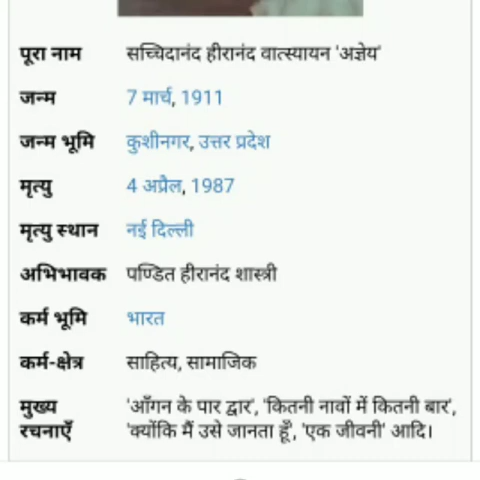 पूरा नाम सच्चिदानंद हीरानंद वात्स्यायन 'अज्ञेय'
जन्म 7 मार्च, 1911
जन्म भूमि कुशीनगर, उत्तर प्रदेश
मृत्यु 4 अप्रैल, 1987
मृत्यु स्थान नई दिल्ली
अभिभावक पण्डित हीरानंद शास्त्री
कर्म भूमि भारत
कर्म-क्षेत्र साहित्य, सामाजिक
मुख्य 'आँगन के पार द्वार', 'कितनी नावों में कितनी बार',
रचनाएँ 'क्योंकि मैं उसे जानता हूँ', 'एक जीवनी' आदि।